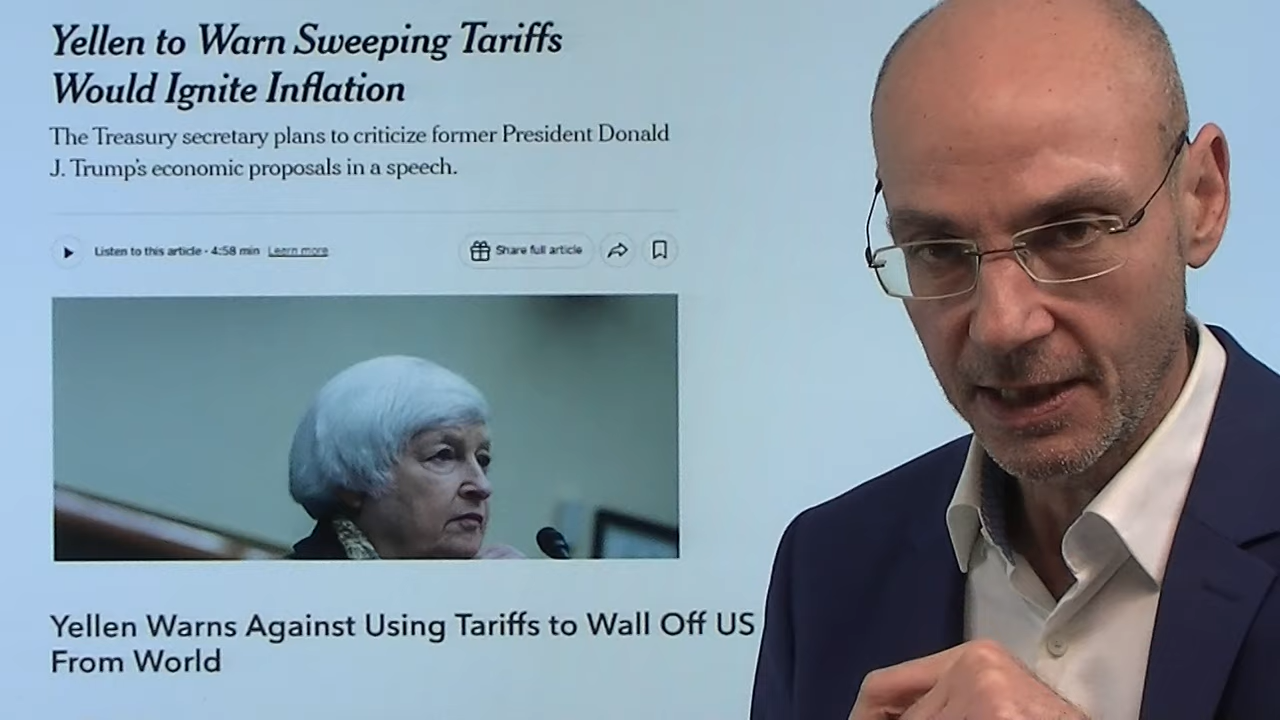 Yellen to Warn Sweeping Tariffs
Would Ignite Inflation
The Treasury secretary plans to criticize former President Donald
J. Trump's economic proposals in a speech.
Listen to this article · 4:58 min Learn more
Share full article
Yellen Warns Against Using Tariffs to Wall Off US
From World